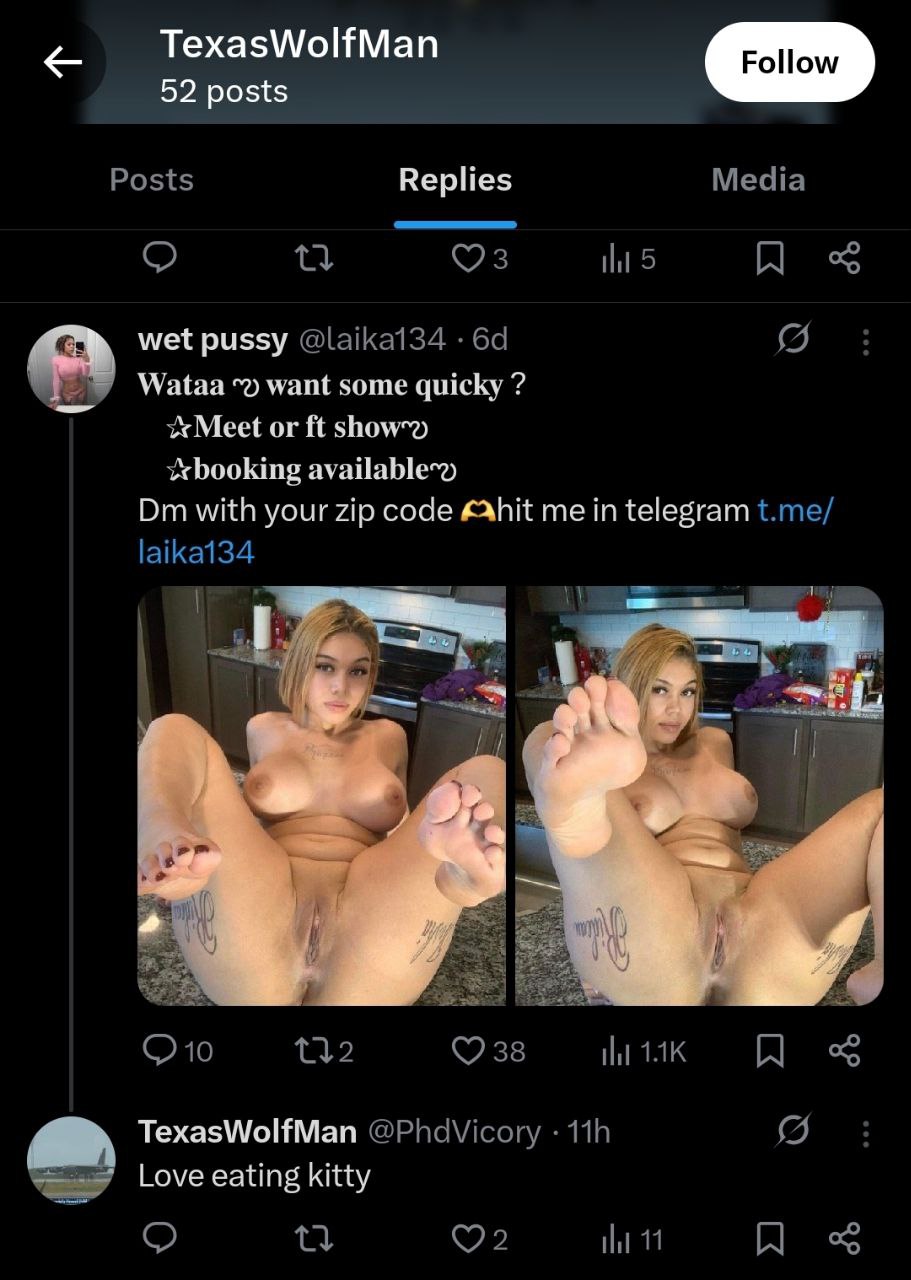 TexasWolfMan
52 posts
Follow
Posts
Replies
Media
3
5
wet pussy @laika134 · 6d
Wataa ఌ want some quicky ?
✰Meet or ft showఌ
✰booking availableఌ
Dm with your zip code 🫶hit me in telegram t.me/
laika134
10
2
38
1.1K
TexasWolfMan @PhdVicory · 11h
Love eating kitty
2
11